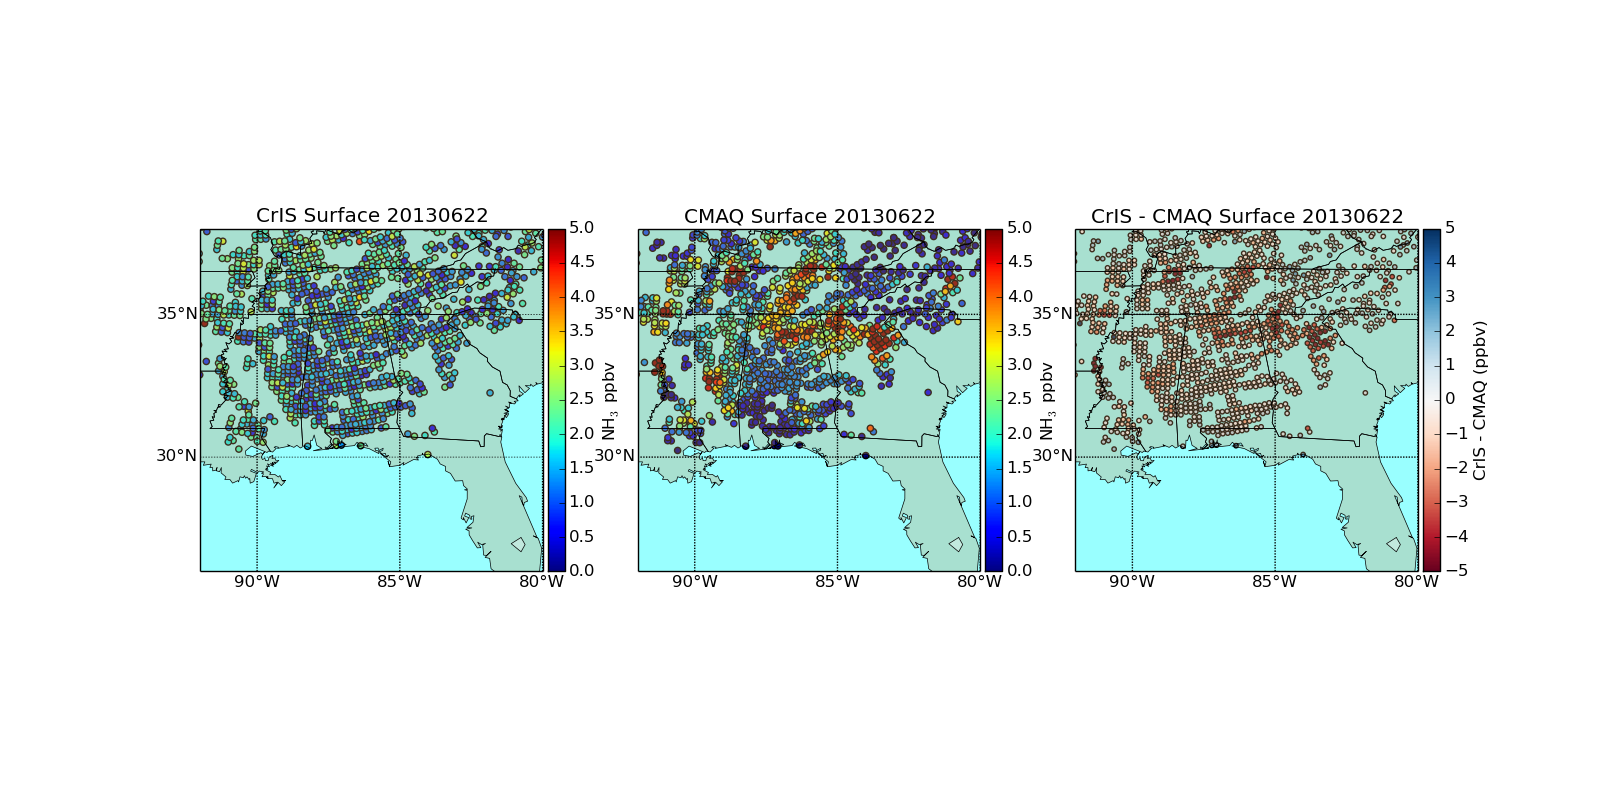 CrIS Surface 20130622
CMAQ Surface 20130622
CrIS - CMAQ Surface 20130622
35°N
30°N
90°W
85°W
80°W
5.0
4.5
4.0
3.5
3.0
2.5
2.0
1.5
1.0
0.5
0.0
NH₃ ppbv
35°N
30°N
90°W
85°W
80°W
5.0
4.5
4.0
3.5
3.0
2.5
2.0
1.5
1.0
0.5
0.0
NH₃ ppbv
35°N
30°N
90°W
85°W
80°W
5
4
3
2
1
0
−1
−2
−3
−4
−5
CrIS - CMAQ (ppbv)